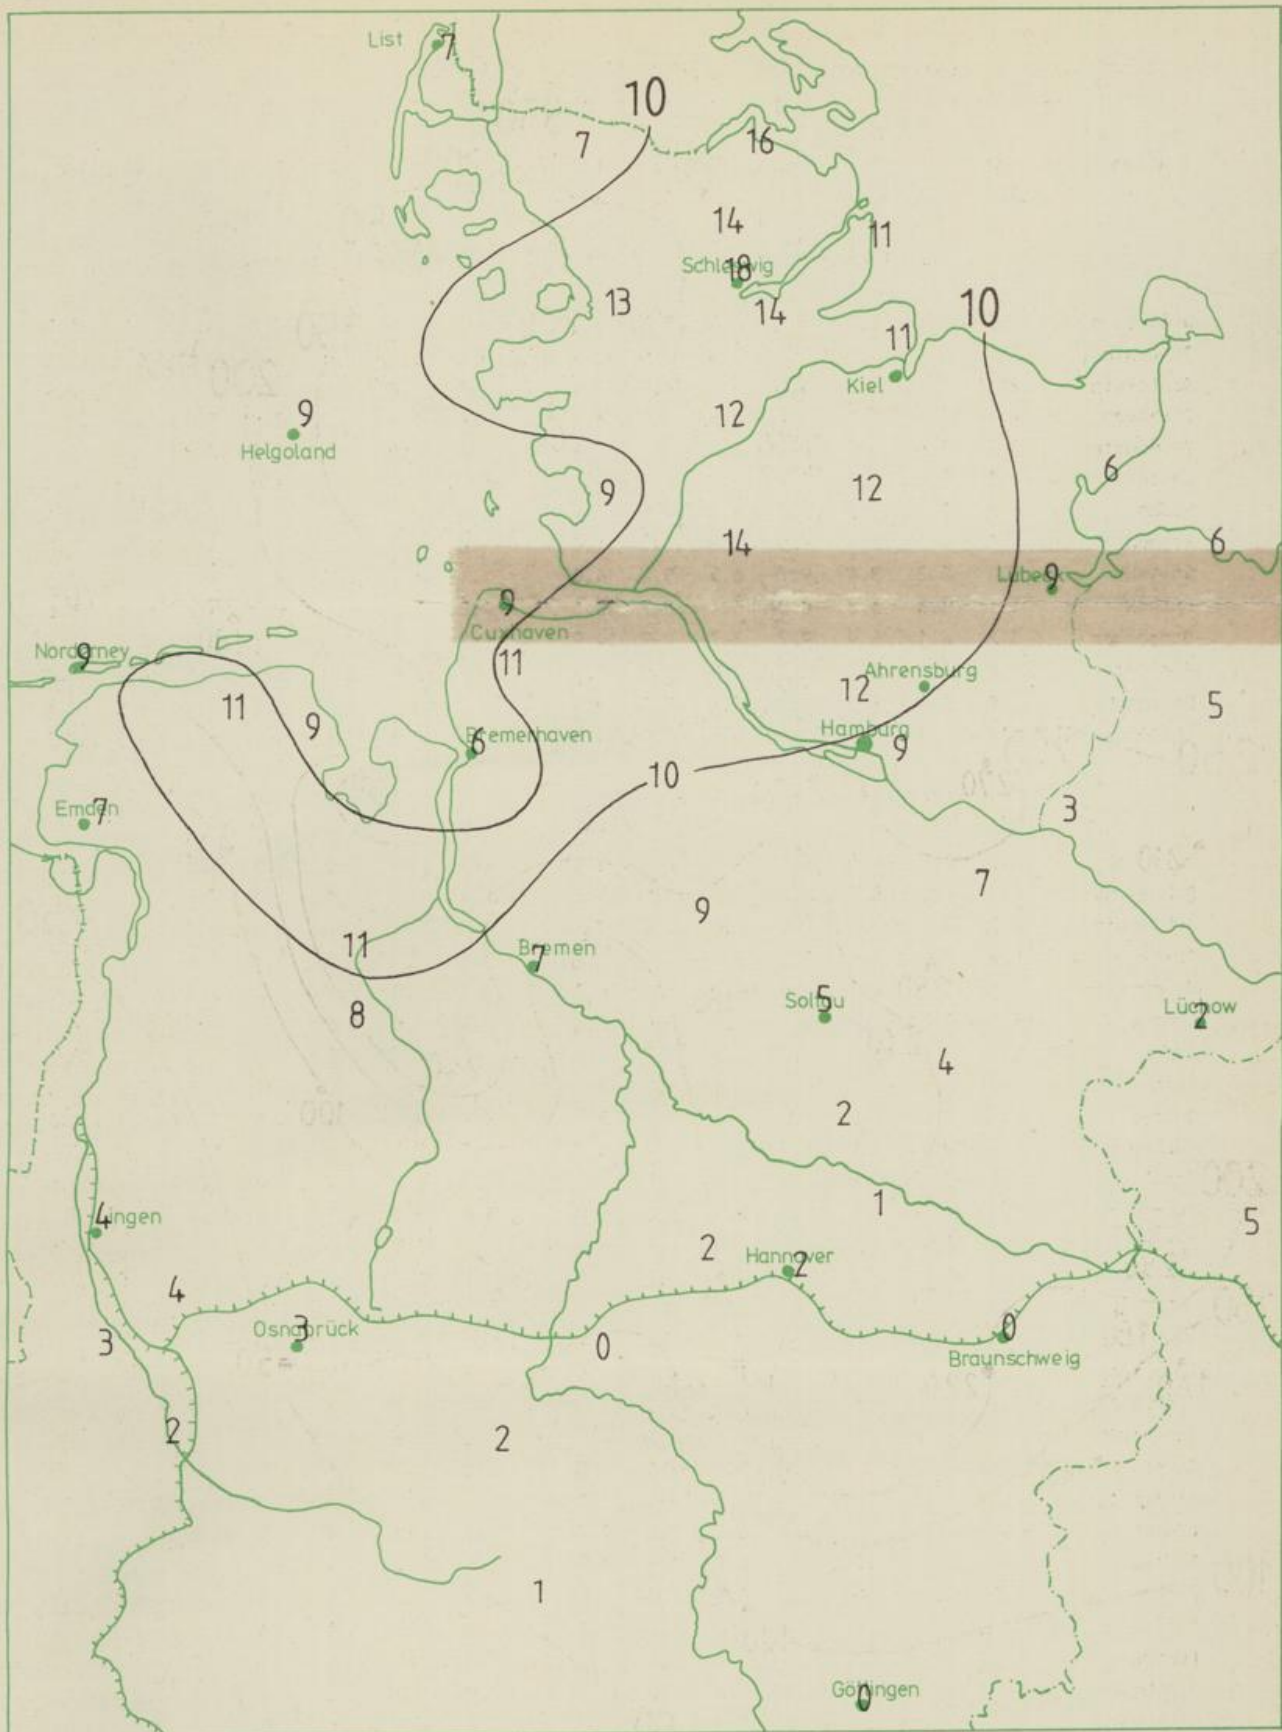 List
7
10
7
16
14
11
Schleswig
18
14
13
10
11
Kiel
12
9
Helgoland
6
9
12
14
6
Lübeck
9
9
Cuxhaven
Norderney
9
11
Ahrensburg
12
11
9
5
Hamburg
9
Bremerhaven
6
10
Emden
7
3
7
9
11
Bremen
7
8
Soltau
5
Lüchow
2
4
2
1
Lingen
4
5
2
Hannover
2
4
Osnabrück
3
3
0
0
Braunschweig
2
2
1
Göttingen
0